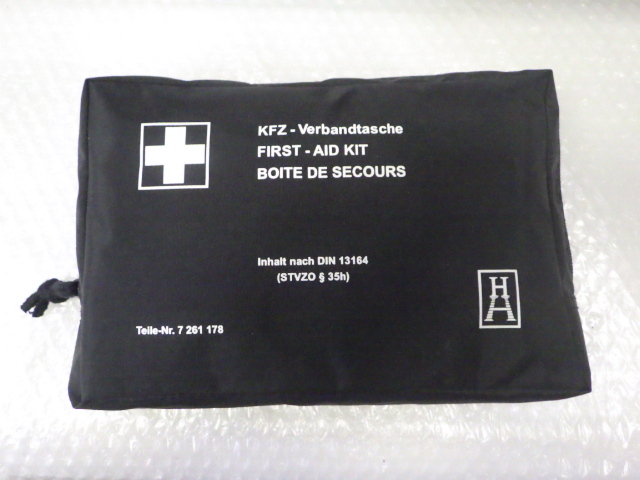 KFZ - Verbandtasche
FIRST - AID KIT
BOITE DE SECOURS
Inhalt nach DIN 13164
(STVZO § 35h)
Teile-Nr. 7 261 178
H
A